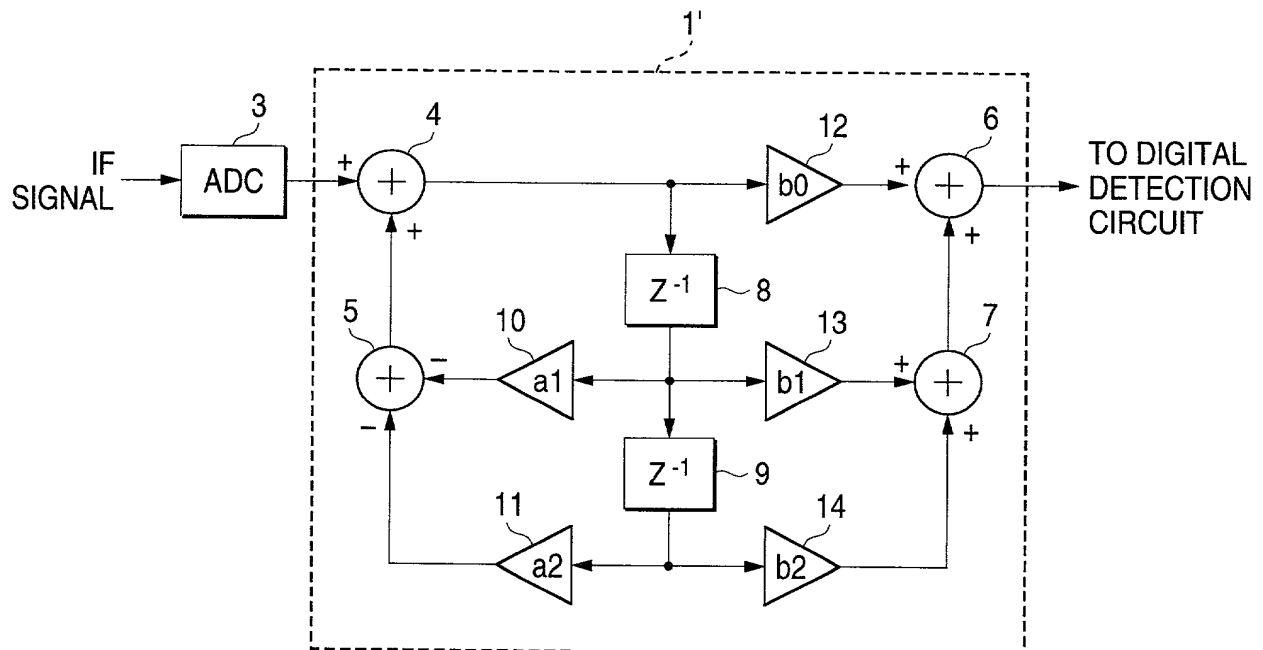 1'
3
4
12
6
IF
SIGNAL
ADC
+
+
b0
+
+
TO DIGITAL
DETECTION
CIRCUIT
+
+
Z-1
8
5
10
13
7
+
−
a1
b1
+
+
−
+
Z-1
9
11
14
a2
b2